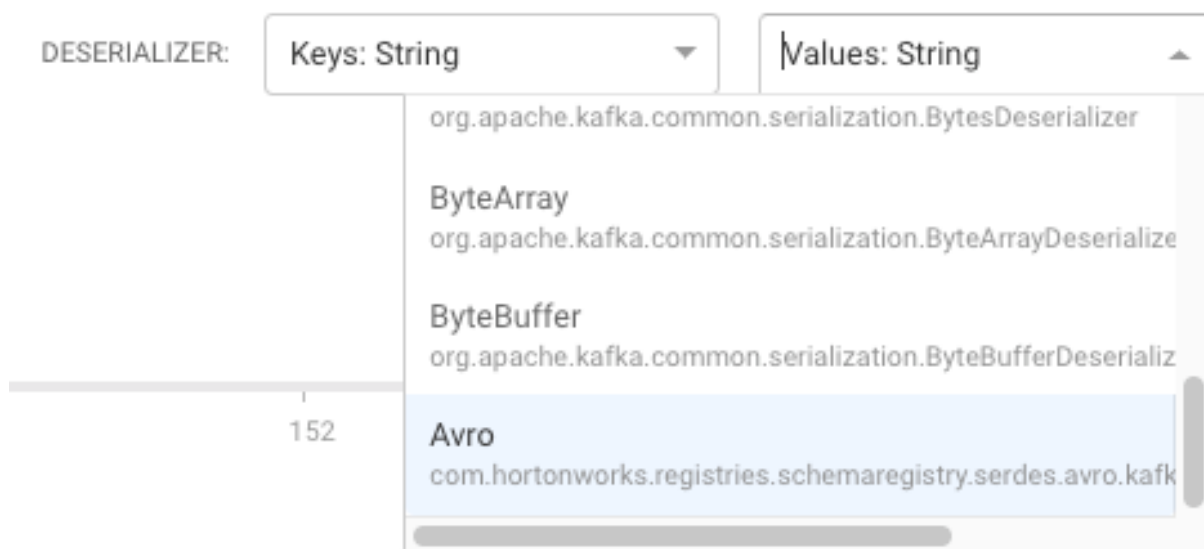 DESERIALIZER: Keys: String Values: String
org.apache.kafka.common.serialization.BytesDeserializer
ByteArray
org.apache.kafka.common.serialization.ByteArrayDeserialize
ByteBuffer
org.apache.kafka.common.serialization.ByteBufferDeserializ
152
Avro
com.hortonworks.registries.schemaregistry.serdes.avro.kafk